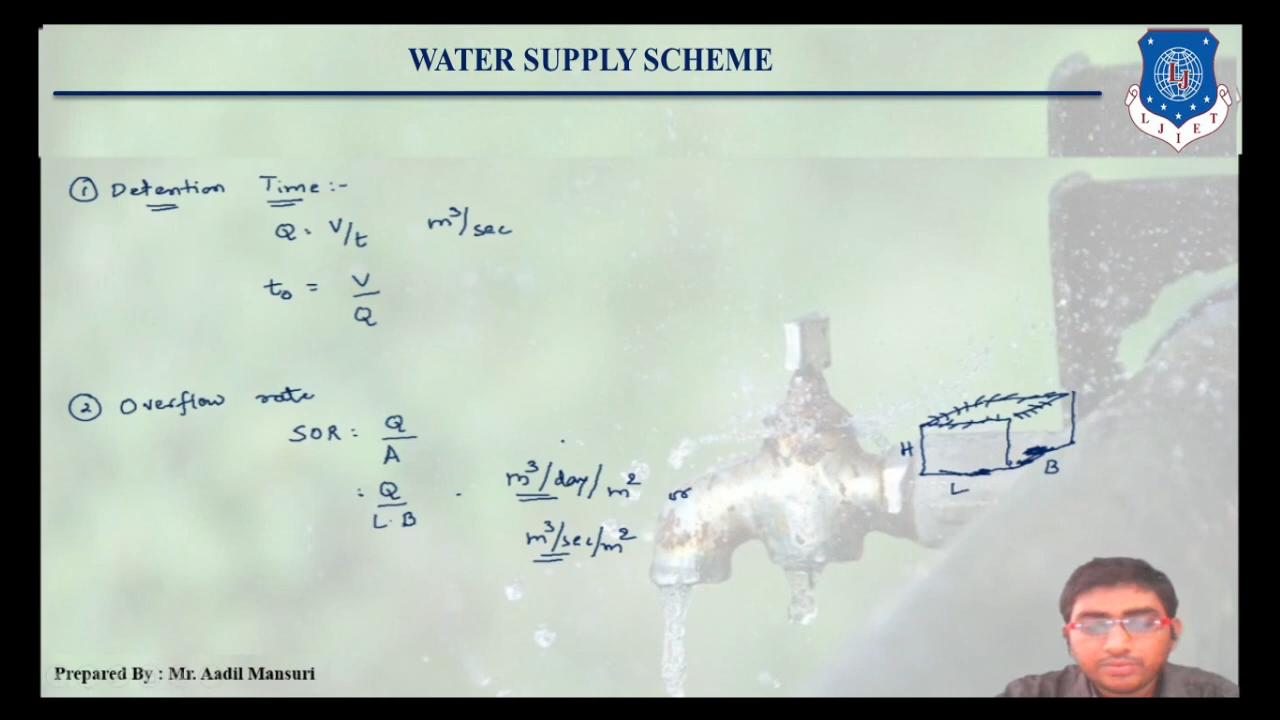 WATER SUPPLY SCHEME
L J I E T
① Detention Time :-
Q = V/t m³/sec
t₀ = V/Q
② Overflow rate
SOR = Q/A
= Q/L·B m³/day/m² or
m³/sec/m²
H
L
B
Prepared By : Mr. Aadil Mansuri